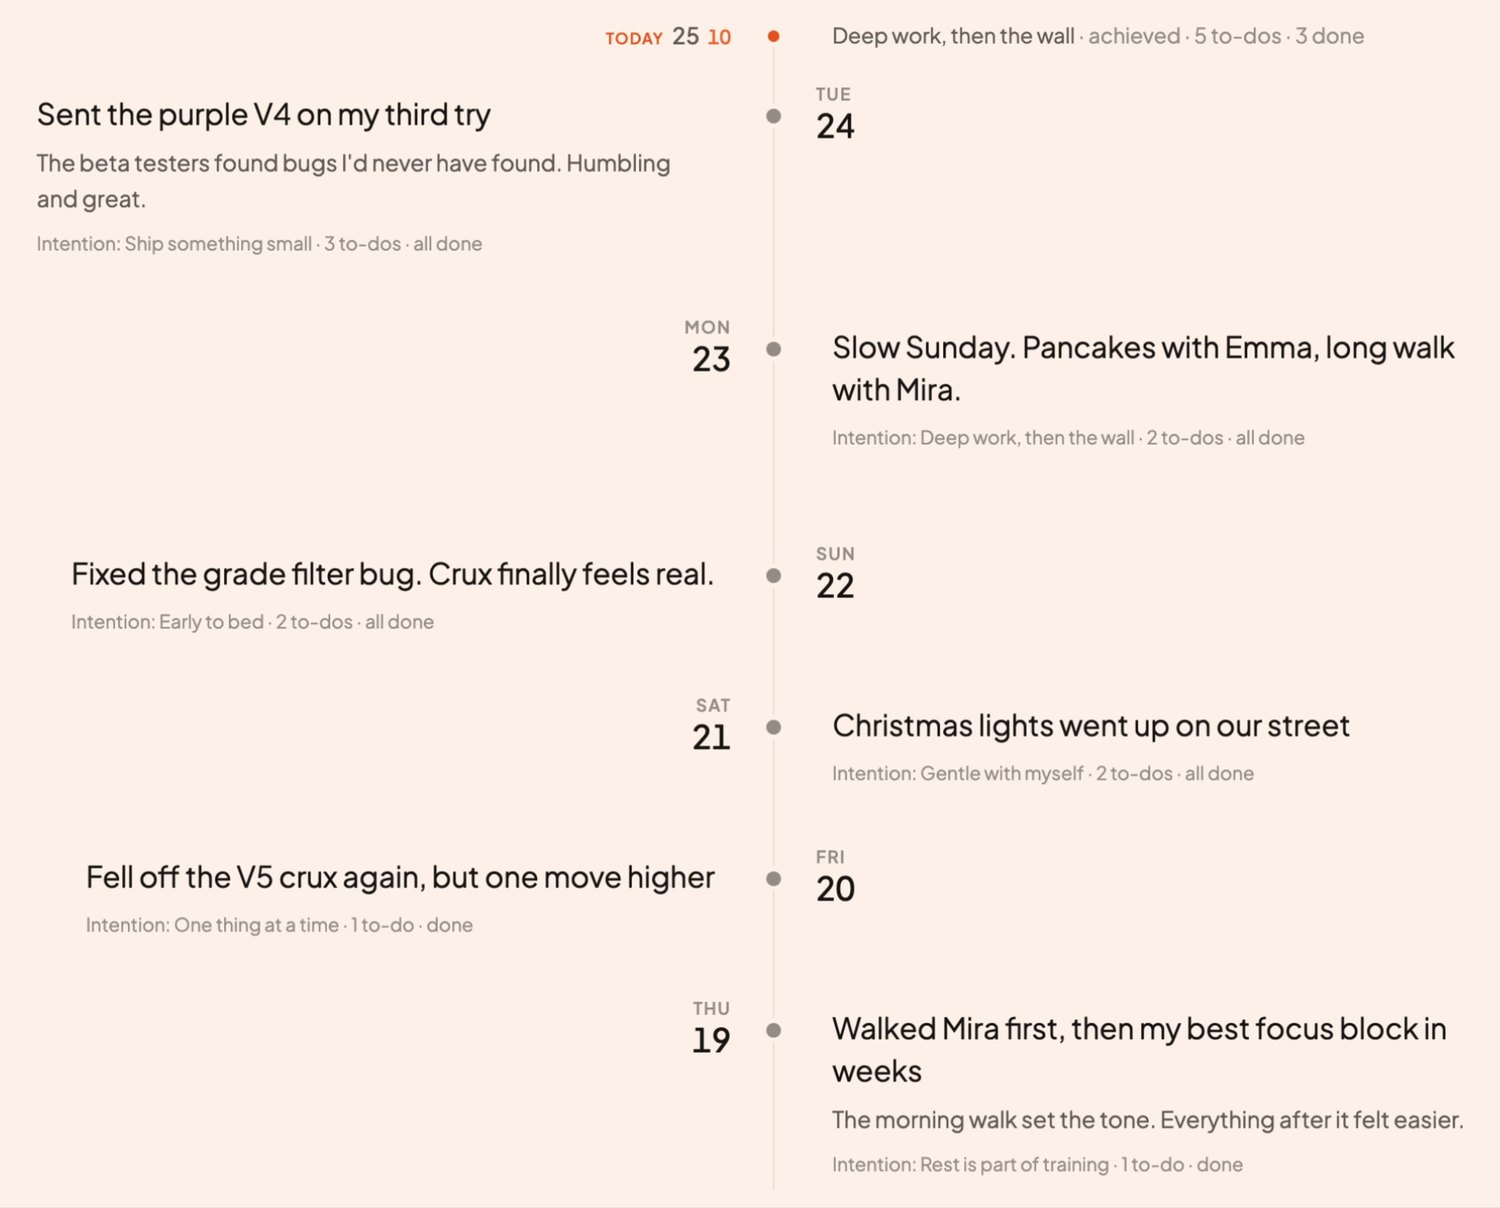 TODAY 25 10
Deep work, then the wall · achieved · 5 to-dos · 3 done
TUE
24
Sent the purple V4 on my third try
The beta testers found bugs I'd never have found. Humbling
and great.
Intention: Ship something small · 3 to-dos · all done
MON
23
Slow Sunday. Pancakes with Emma, long walk
with Mira.
Intention: Deep work, then the wall · 2 to-dos · all done
SUN
22
Fixed the grade filter bug. Crux finally feels real.
Intention: Early to bed · 2 to-dos · all done
SAT
21
Christmas lights went up on our street
Intention: Gentle with myself · 2 to-dos · all done
FRI
20
Fell off the V5 crux again, but one move higher
Intention: One thing at a time · 1 to-do · done
THU
19
Walked Mira first, then my best focus block in
weeks
The morning walk set the tone. Everything after it felt easier.
Intention: Rest is part of training · 1 to-do · done